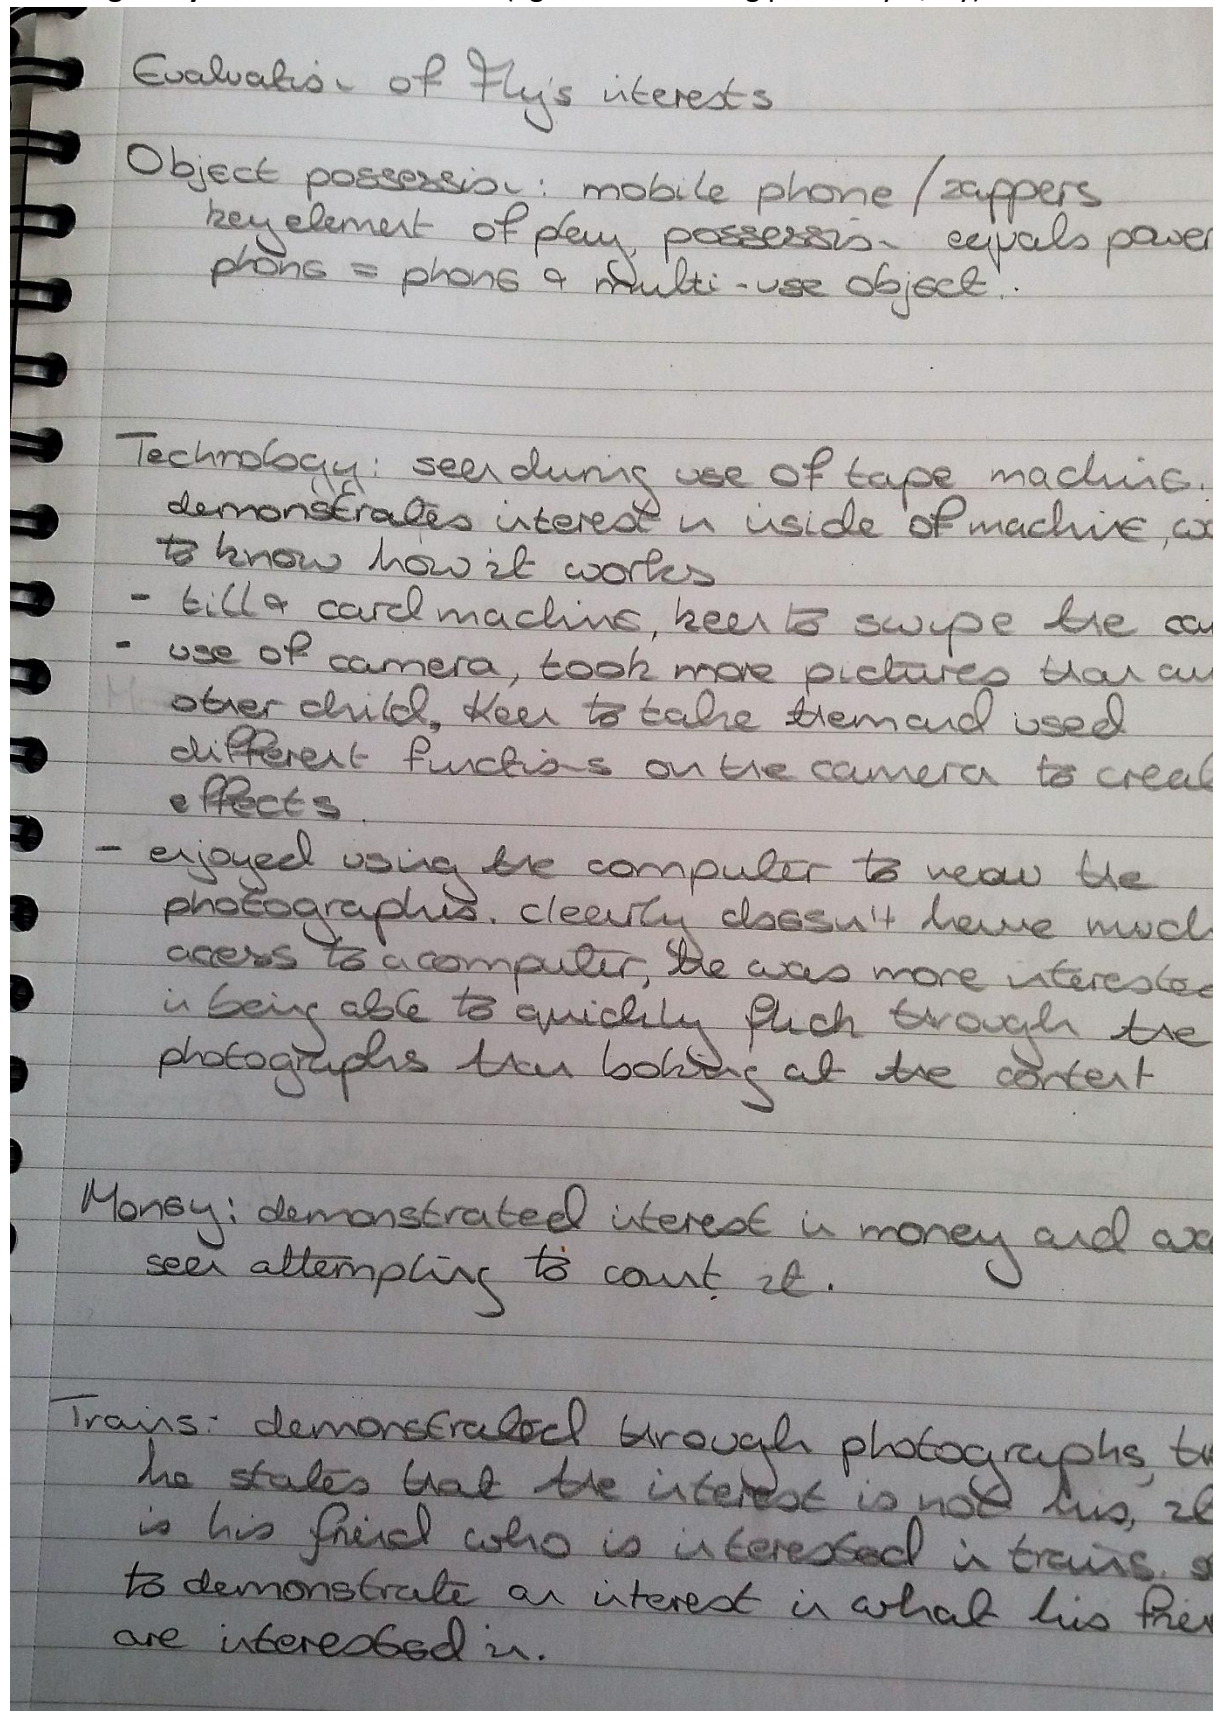 Evaluation of Fly's interests
Object possession: mobile phone / zappers
key element of play, possession equals power
phone = phone & multi-use object.
Technology: seen during use of tape machine.
demonstrates interest in inside of machine,
to know how it works
- till & card machine, keen to swipe the
- use of camera, took more pictures than
other child, keen to take them and used
different functions on the camera to
effects.
- enjoyed using the computer to veaw the
photographs. clearly doesn't have much
acess to a computer, he was more interested
in being able to quickly flick through the
photographs than looking at the content
Money: demonstrated interest in money and
seen attempting to count it.
Trains: demonstrated through photographs,
he states that the interest is not his, it
is his friend who is interested in trains.
to demonstrate an interest in what his
are interested in.